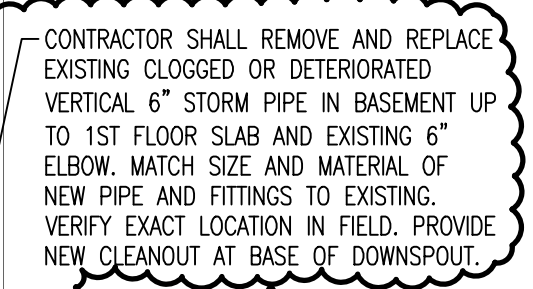 CONTRACTOR SHALL REMOVE AND REPLACE
EXISTING CLOGGED OR DETERIORATED
VERTICAL 6" STORM PIPE IN BASEMENT UP
TO 1ST FLOOR SLAB AND EXISTING 6"
ELBOW. MATCH SIZE AND MATERIAL OF
NEW PIPE AND FITTINGS TO EXISTING.
VERIFY EXACT LOCATION IN FIELD. PROVIDE
NEW CLEANOUT AT BASE OF DOWNSPOUT.